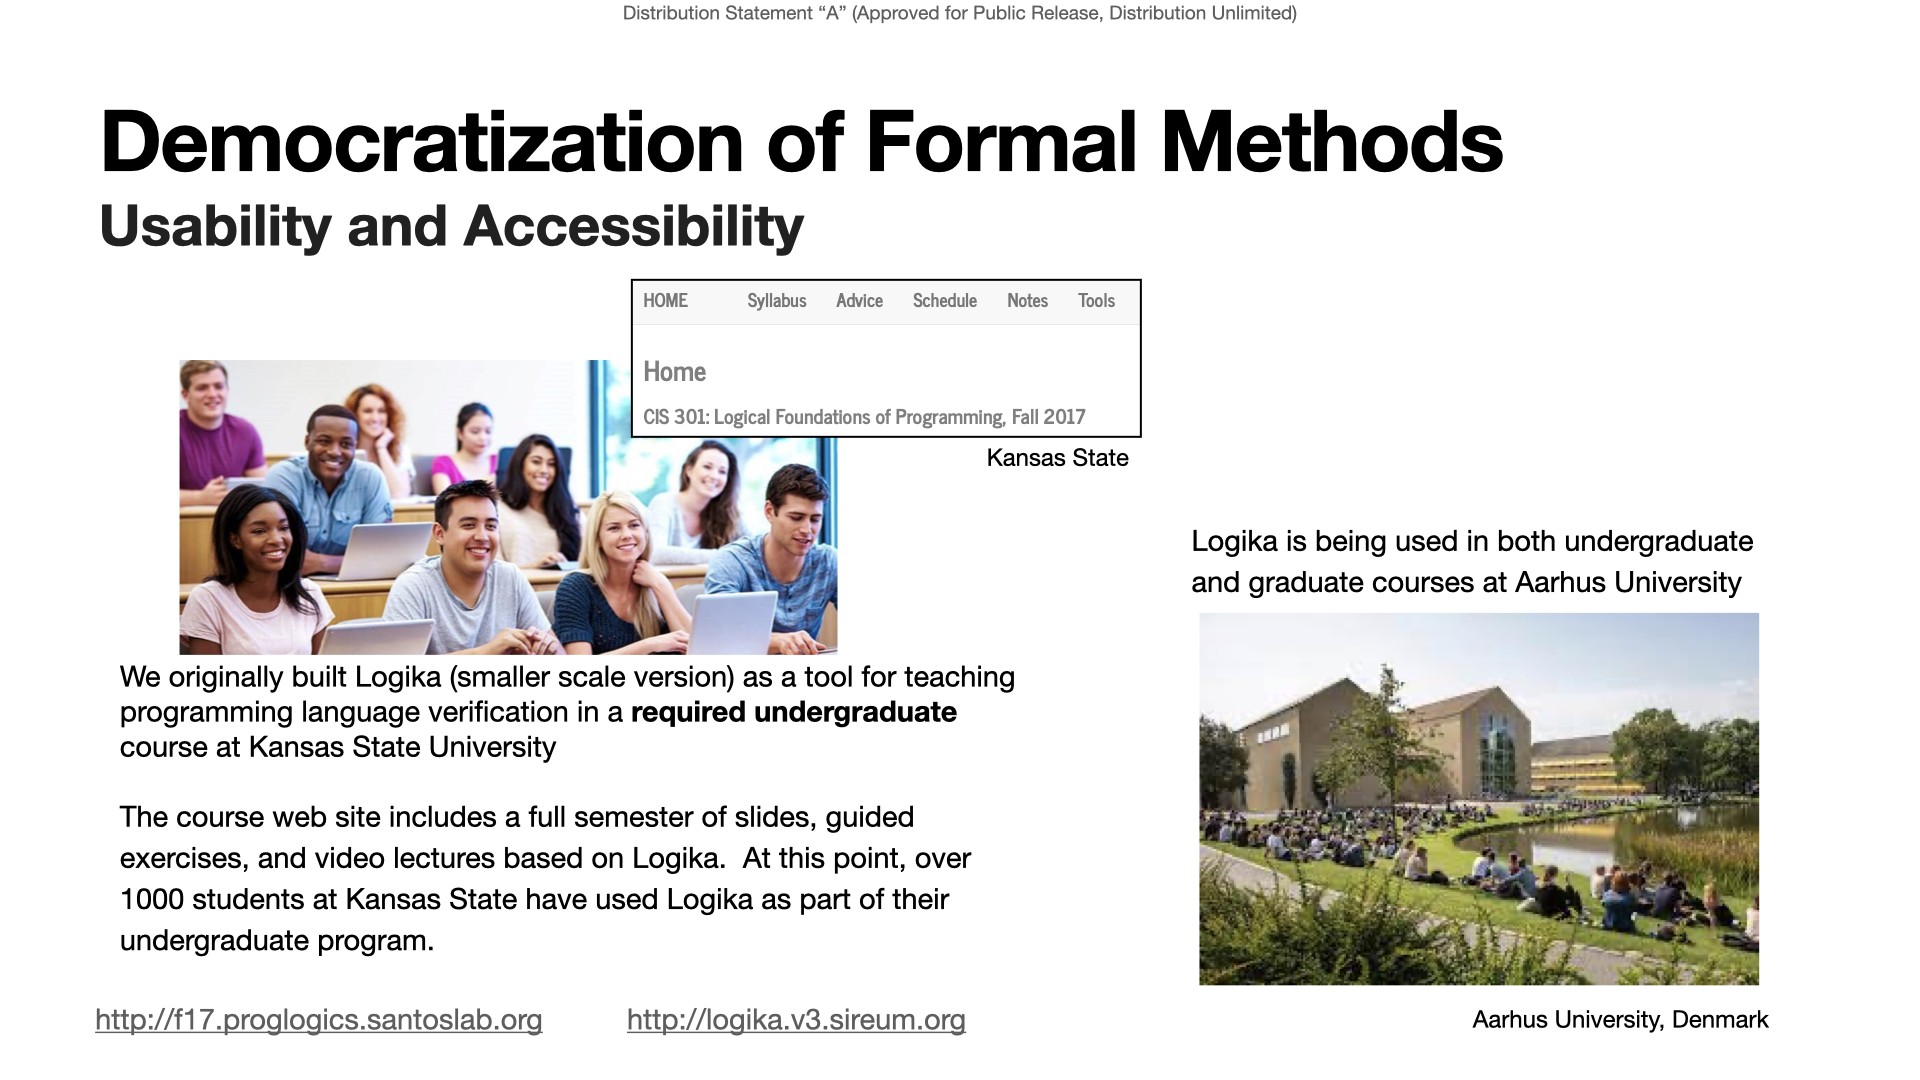 Distribution Statement “A” (Approved for Public Release, Distribution Unlimited)
Democratization of Formal Methods
Usability and Accessibility
HOME Syllabus Advice Schedule Notes Tools
Home
CIS 301: Logical Foundations of Programming, Fall 2017
Kansas State
We originally built Logika (smaller scale version) as a tool for teaching
programming language verification in a required undergraduate
course at Kansas State University
The course web site includes a full semester of slides, guided
exercises, and video lectures based on Logika.  At this point, over
1000 students at Kansas State have used Logika as part of their
undergraduate program.
http://f17.proglogics.santoslab.org
http://logika.v3.sireum.org
Logika is being used in both undergraduate
and graduate courses at Aarhus University
Aarhus University, Denmark